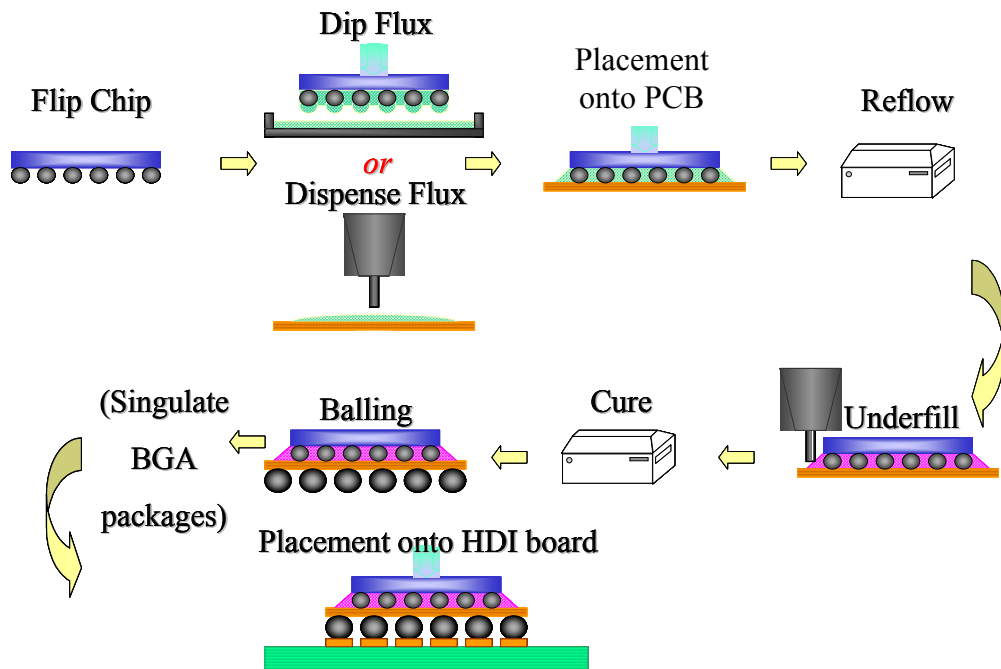 Flip Chip
Dip Flux
or
Dispense Flux
Placement
onto PCB
Reflow
Underfill
Cure
Balling
(Singulate
BGA
packages)
Placement onto HDI board